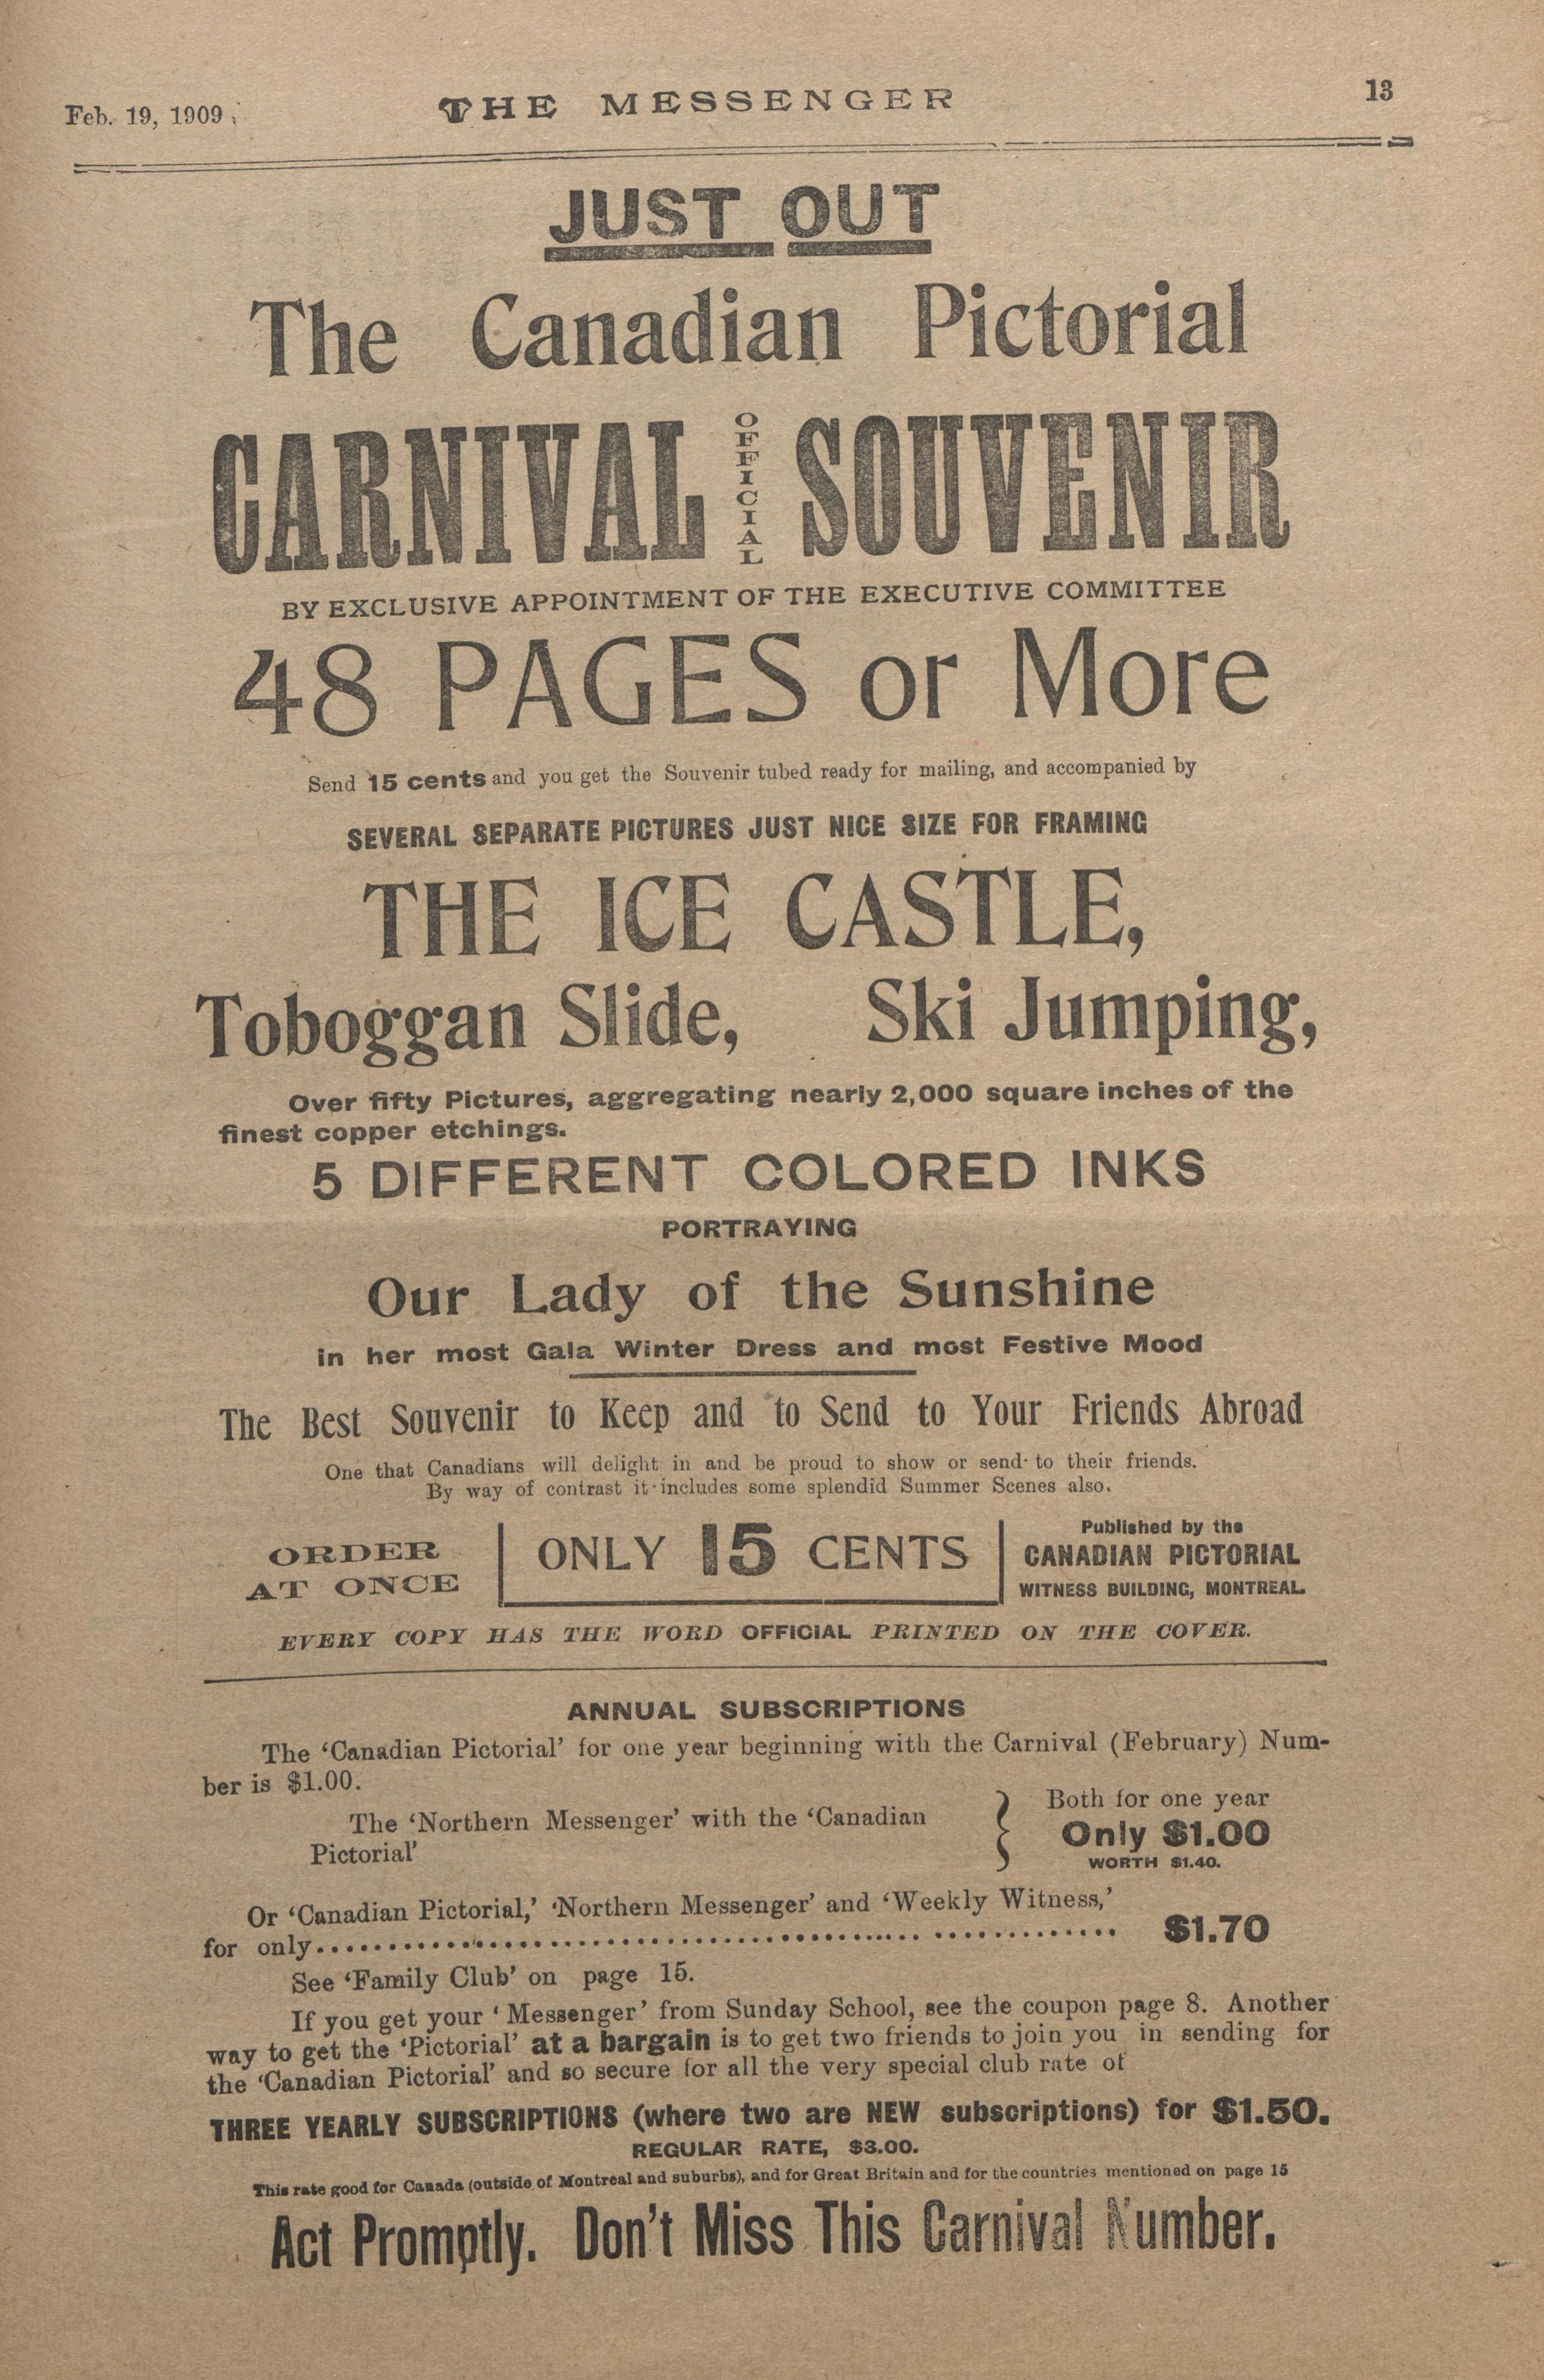 Feb. 19, 1909
THE MESSENGER
13
JUST OUT
The Canadian Pictorial
CARNIVAL OFFICIAL SOUVENIR
BY EXCLUSIVE APPOINTMENT OF THE EXECUTIVE COMMITTEE
48 PAGES or More
Send 15 cents and you get the Souvenir tubed ready for mailing, and accompanied by
SEVERAL SEPARATE PICTURES JUST NICE SIZE FOR FRAMING
THE ICE CASTLE,
Toboggan Slide, Ski Jumping,
Over fifty Pictures, aggregating nearly 2,000 square inches of the
finest copper etchings.
5 DIFFERENT COLORED INKS
PORTRAYING
Our Lady of the Sunshine
in her most Gala Winter Dress and most Festive Mood
The Best Souvenir to Keep and to Send to Your Friends Abroad
One that Canadians will delight in and be proud to show or send to their friends.
By way of contrast it includes some splendid Summer Scenes also.
ORDER
AT ONCE
ONLY 15 CENTS
Published by the
CANADIAN PICTORIAL
WITNESS BUILDING, MONTREAL.
EVERY COPY HAS THE WORD OFFICIAL PRINTED ON THE COVER.
ANNUAL SUBSCRIPTIONS
The 'Canadian Pictorial' for one year beginning with the Carnival (February) Num-
ber is $1.00.
The 'Northern Messenger' with the 'Canadian
Pictorial'
Both for one year
Only $1.00
WORTH $1.40.
Or 'Canadian Pictorial,' 'Northern Messenger' and 'Weekly Witness,'
for only.......................................................... $1.70
See 'Family Club' on page 15.
If you get your 'Messenger' from Sunday School, see the coupon page 8. Another
way to get the 'Pictorial' at a bargain is to get two friends to join you in sending for
the 'Canadian Pictorial' and so secure for all the very special club rate of
THREE YEARLY SUBSCRIPTIONS (where two are NEW subscriptions) for $1.50.
REGULAR RATE, $3.00.
This rate good for Canada (outside of Montreal and suburbs), and for Great Britain and for the countries mentioned on page 15
Act Promptly. Don't Miss This Carnival Number.